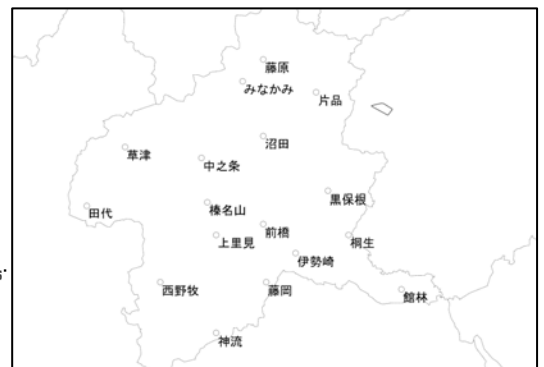 藤原
みなかみ
片品
沼田
草津
中之条
黒保根
田代
榛名山
前橋
上里見
桐生
伊勢崎
西野牧
藤岡
館林
神流